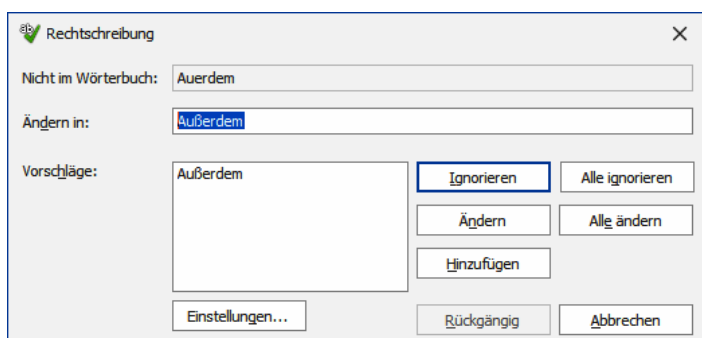 Rechtschreibung
Nicht im Wörterbuch: Auerdem
Ändern in: Außerdem
Vorschläge: Außerdem
Ignorieren Alle ignorieren
Ändern Alle ändern
Hinzufügen
Einstellungen... Rückgängig Abbrechen